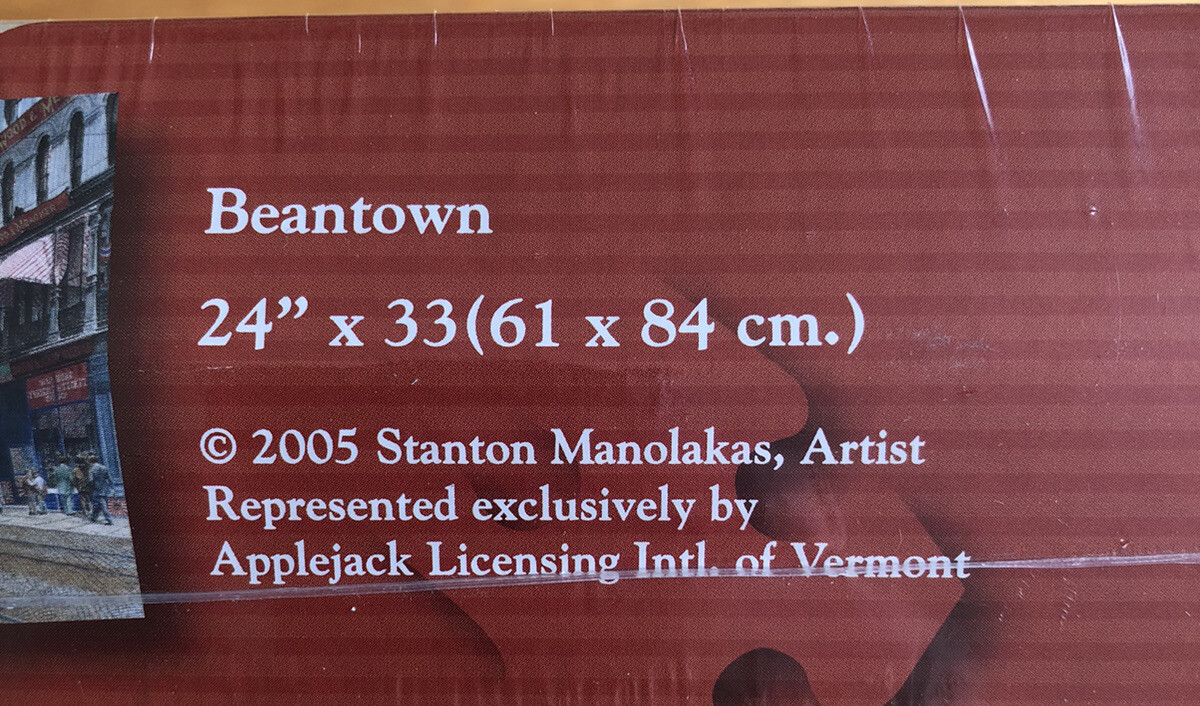 Beantown
24” x 33(61 x 84 cm.)
© 2005 Stanton Manolakas, Artist
Represented exclusively by
Applejack Licensing Intl. of Vermont